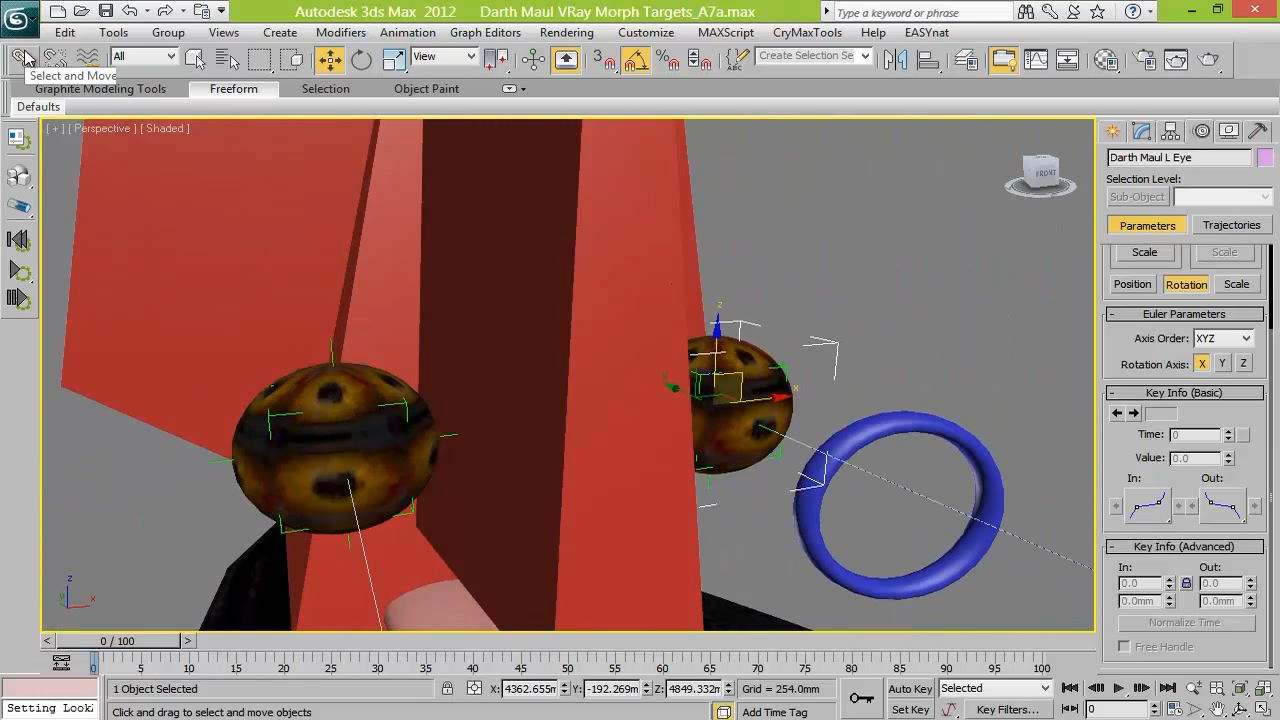 Autodesk 3ds Max 2012 Darth Maul VRay Morph Targets_A7a.max
Type a keyword or phrase
Edit Tools Group Views Create Modifiers Animation Graph Editors Rendering Customize MAXScript CryMaxTools Help EASYnat
All View 3 Create Selection Se
Select and Move
Graphite Modeling Tools Freeform Selection Object Paint
Defaults
[ + ] [ Perspective ] [ Shaded ]
FRONT
Darth Maul L Eye
Selection Level:
Sub-Object
Parameters Trajectories
Scale Scale
Position Rotation Scale
- Euler Parameters
Axis Order: XYZ
Rotation Axis: X Y Z
- Key Info (Basic)
Time: 0
Value: 0.0
In: Out:
- Key Info (Advanced)
In: Out:
0.0 0.0
0.0mm 0.0mm
Normalize Time
Free Handle
z
x
z
x
< 0 / 100 >
0 5 10 15 20 25 30 35 40 45 50 55 60 65 70 75 80 85 90 95 100
1 Object Selected X: 4362.655m Y: -192.269m Z: 4849.332m Grid = 254.0mm Auto Key Selected
Setting Look Click and drag to select and move objects Add Time Tag Set Key Key Filters... 0